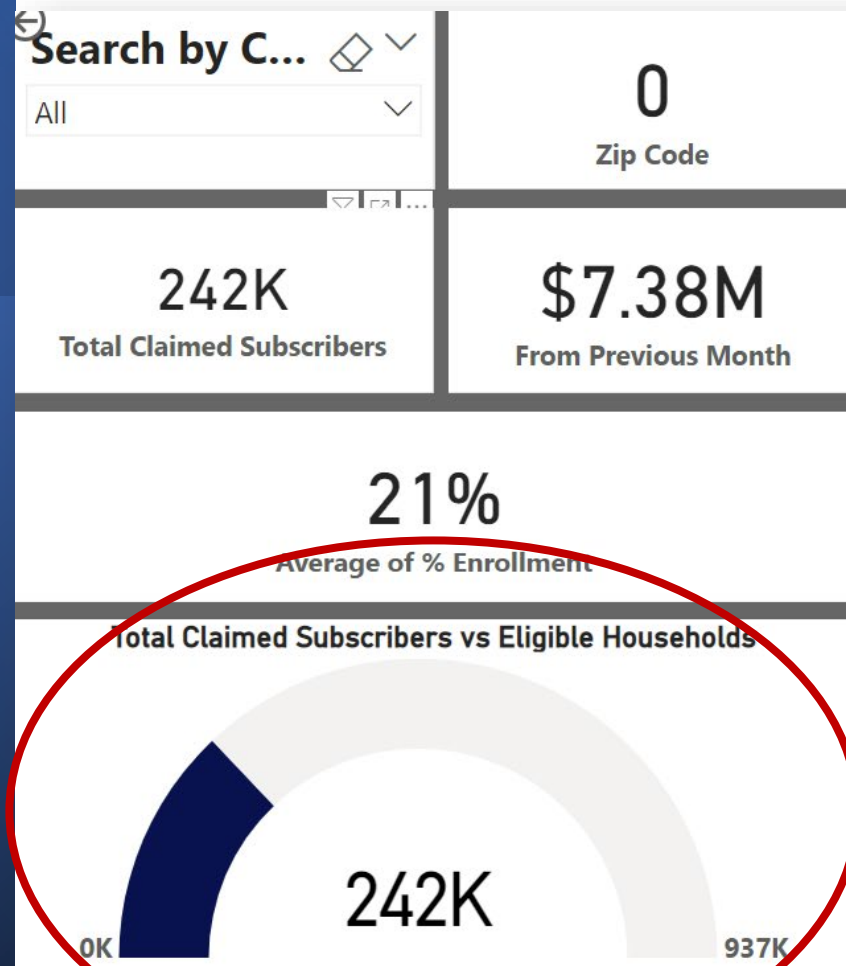 Search by C...
All
0
Zip Code
242K
Total Claimed Subscribers
$7.38M
From Previous Month
21%
Average of % Enrollment
Total Claimed Subscribers vs Eligible Households
242K
0K
937K